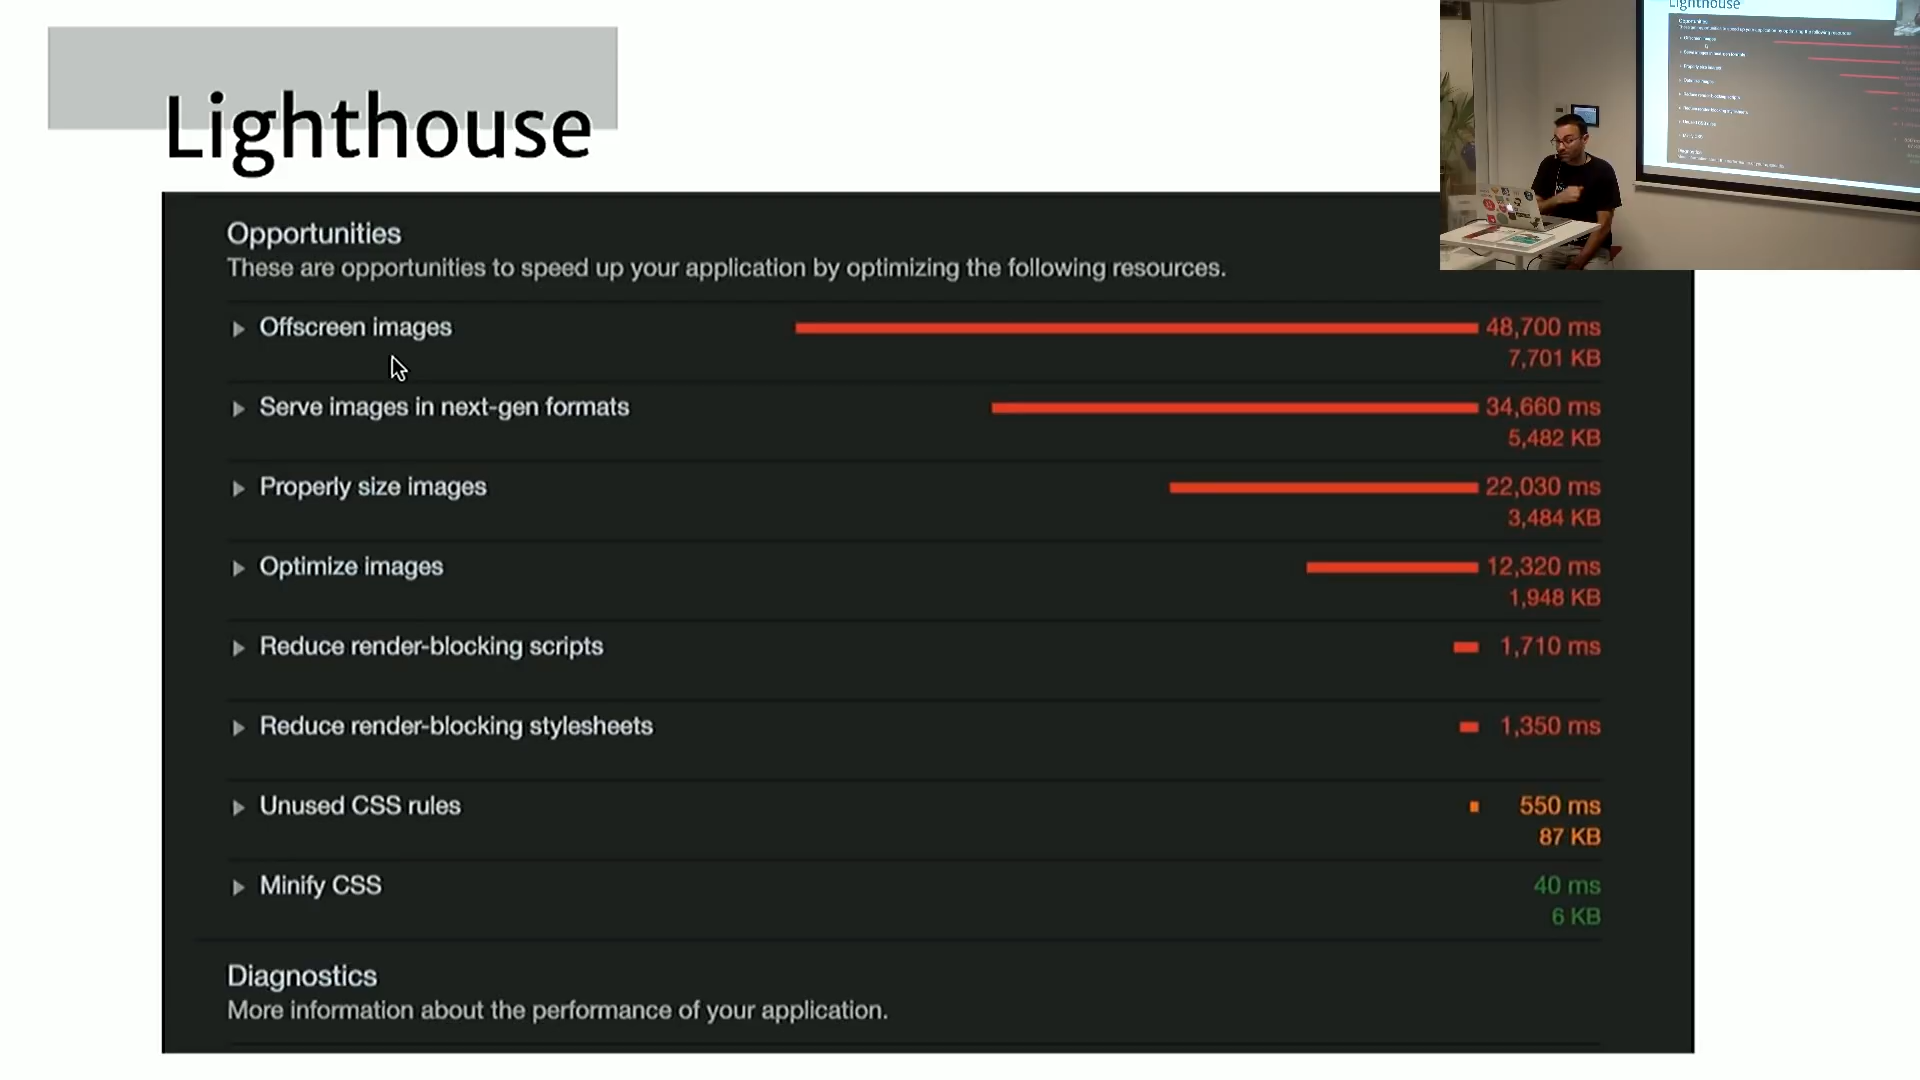 Lighthouse
Opportunities
These are opportunities to speed up your application by optimizing the following resources.
Offscreen images 48,700 ms
7,701 KB
Serve images in next-gen formats 34,660 ms
5,482 KB
Properly size images 22,030 ms
3,484 KB
Optimize images 12,320 ms
1,948 KB
Reduce render-blocking scripts 1,710 ms
Reduce render-blocking stylesheets 1,350 ms
Unused CSS rules 550 ms
87 KB
Minify CSS 40 ms
6 KB
Diagnostics
More information about the performance of your application.
Lighthouse
Opportunities